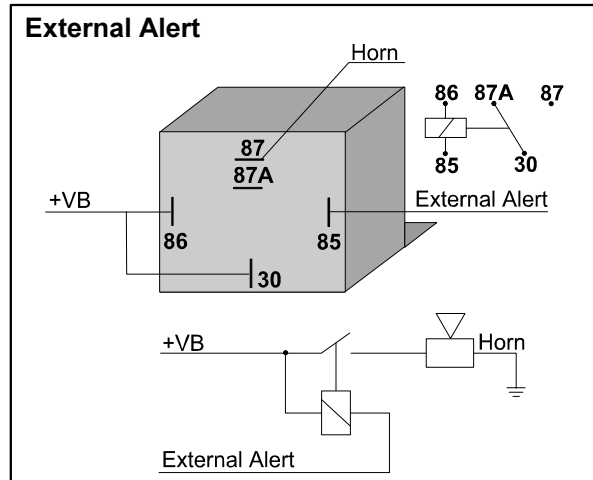 External Alert
Horn
86 87A 87
85 30
87
87A
+VB
External Alert
86
85
30
+VB
Horn
External Alert